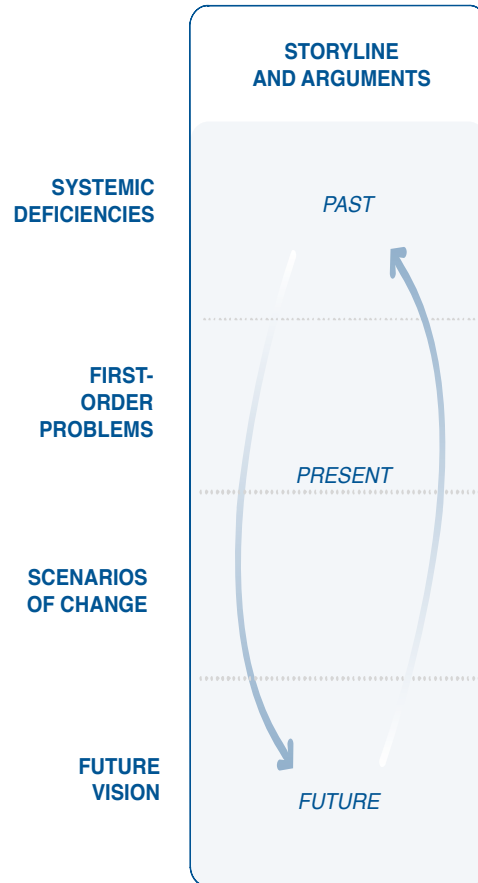 STORYLINE
AND ARGUMENTS
SYSTEMIC
DEFICIENCIES
PAST
FIRST-
ORDER
PROBLEMS
PRESENT
SCENARIOS
OF CHANGE
FUTURE
VISION
FUTURE